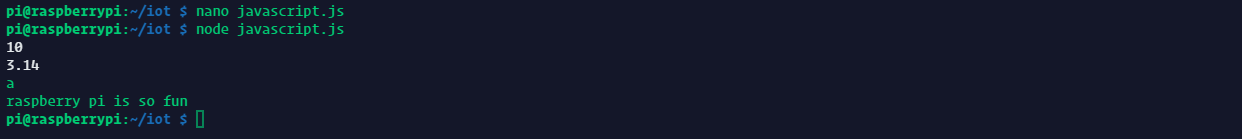 pi@raspberrypi:~/iot $ nano javascript.js
pi@raspberrypi:~/iot $ node javascript.js
10
3.14
a
raspberry pi is so fun
pi@raspberrypi:~/iot $